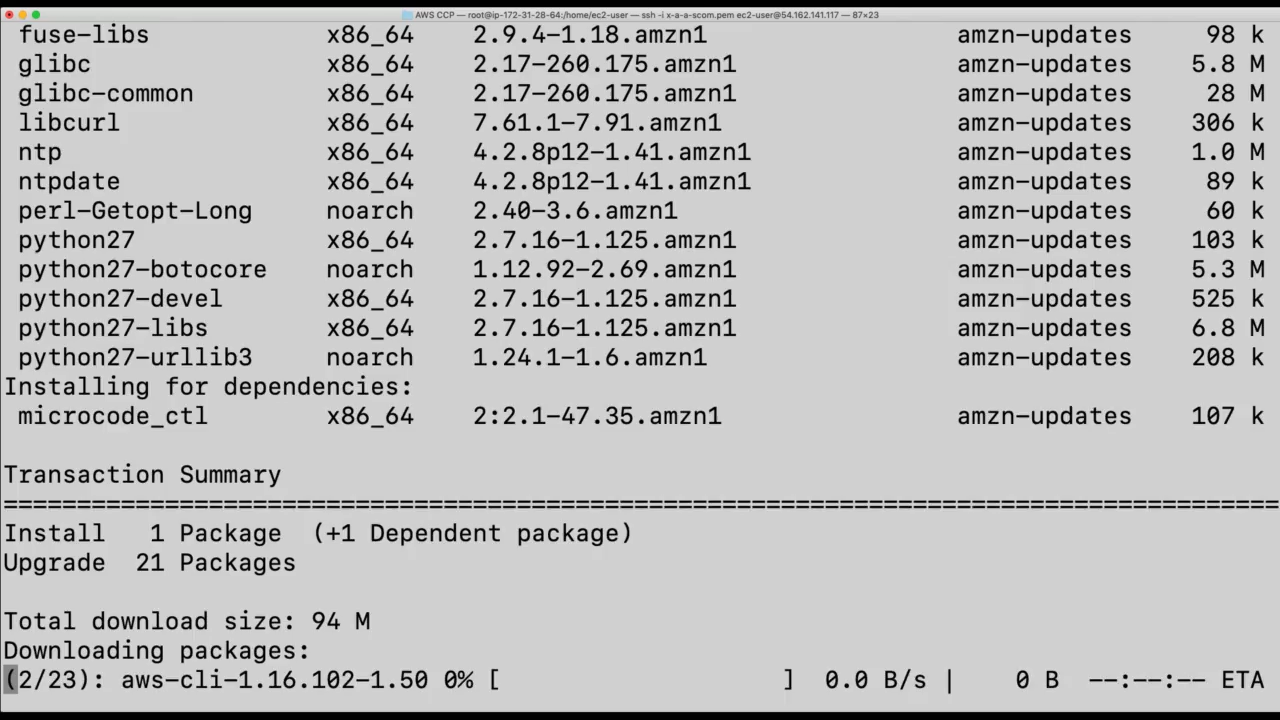 AWS CCP — root@ip-172-31-28-64:/home/ec2-user — ssh -i x-a-a-scom.pem ec2-user@54.162.141.117 — 87×23
fuse-libs x86_64 2.9.4-1.18.amzn1 amzn-updates 98 k
glibc x86_64 2.17-260.175.amzn1 amzn-updates 5.8 M
glibc-common x86_64 2.17-260.175.amzn1 amzn-updates 28 M
libcurl x86_64 7.61.1-7.91.amzn1 amzn-updates 306 k
ntp x86_64 4.2.8p12-1.41.amzn1 amzn-updates 1.0 M
ntpdate x86_64 4.2.8p12-1.41.amzn1 amzn-updates 89 k
perl-Getopt-Long noarch 2.40-3.6.amzn1 amzn-updates 60 k
python27 x86_64 2.7.16-1.125.amzn1 amzn-updates 103 k
python27-botocore noarch 1.12.92-2.69.amzn1 amzn-updates 5.3 M
python27-devel x86_64 2.7.16-1.125.amzn1 amzn-updates 525 k
python27-libs x86_64 2.7.16-1.125.amzn1 amzn-updates 6.8 M
python27-urllib3 noarch 1.24.1-1.6.amzn1 amzn-updates 208 k
Installing for dependencies:
microcode_ctl x86_64 2:2.1-47.35.amzn1 amzn-updates 107 k
Transaction Summary
=======================================================================================
Install 1 Package (+1 Dependent package)
Upgrade 21 Packages
Total download size: 94 M
Downloading packages:
(2/23): aws-cli-1.16.102-1.50 0% [ ] 0.0 B/s | 0 B --:--:-- ETA